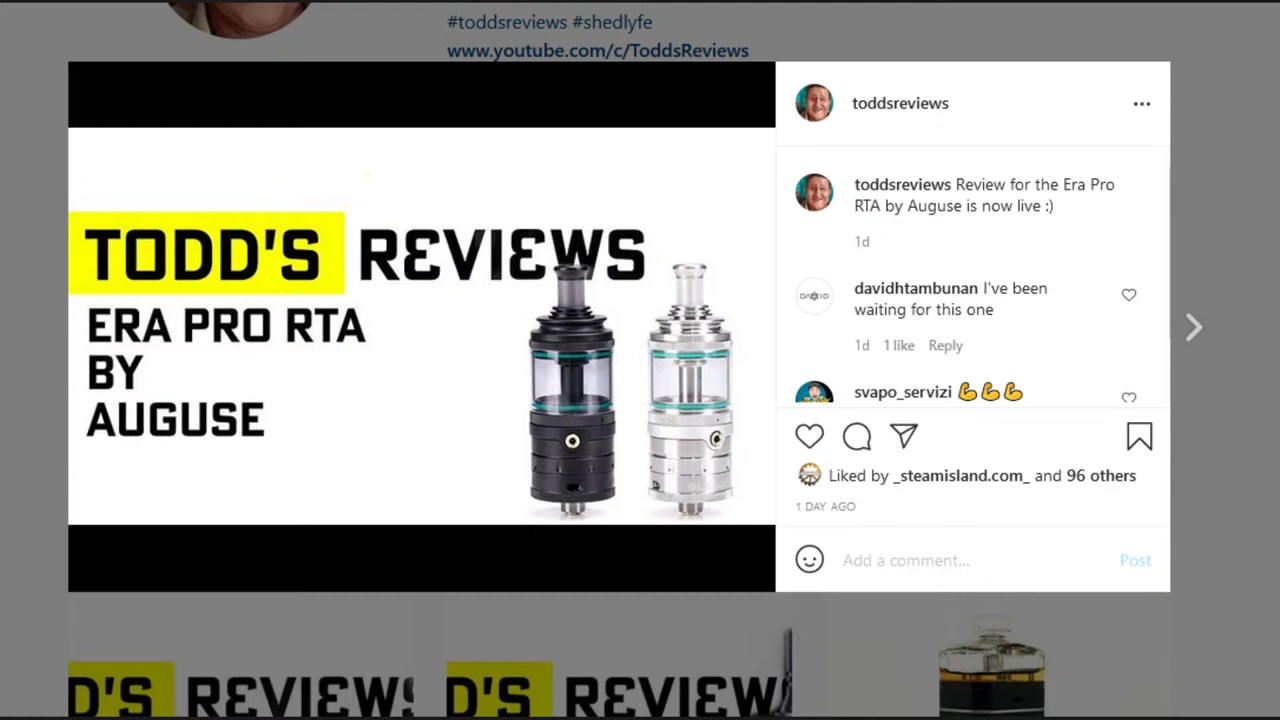 #toddsreviews #shedlyfe
www.youtube.com/c/ToddsReviews
TODD'S REVIEWS
ERA PRO RTA
BY
AUGUSE
toddsreviews
toddsreviews Review for the Era Pro
RTA by Auguse is now live :)
1d
davidhtambunan I've been
waiting for this one
1d 1 like Reply
svapo_servizi 💪💪💪
Liked by _steamisland.com_ and 96 others
1 DAY AGO
Add a comment... Post
D'S REVIEWS
D'S REVIEW